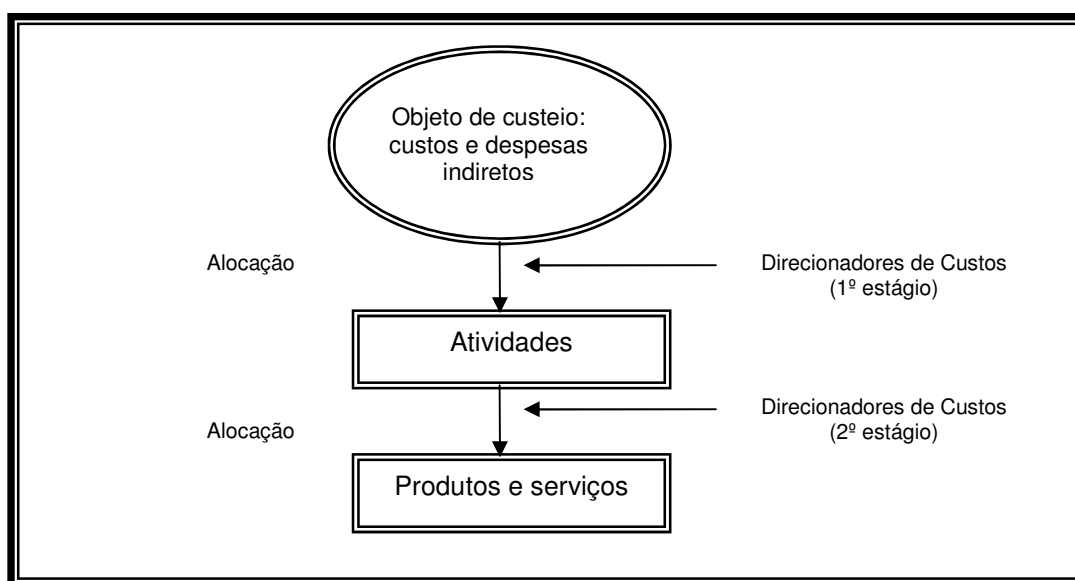 Objeto de custeio:
custos e despesas
indiretos
Alocação
Direcionadores de Custos
(1º estágio)
Atividades
Alocação
Direcionadores de Custos
(2º estágio)
Produtos e serviços